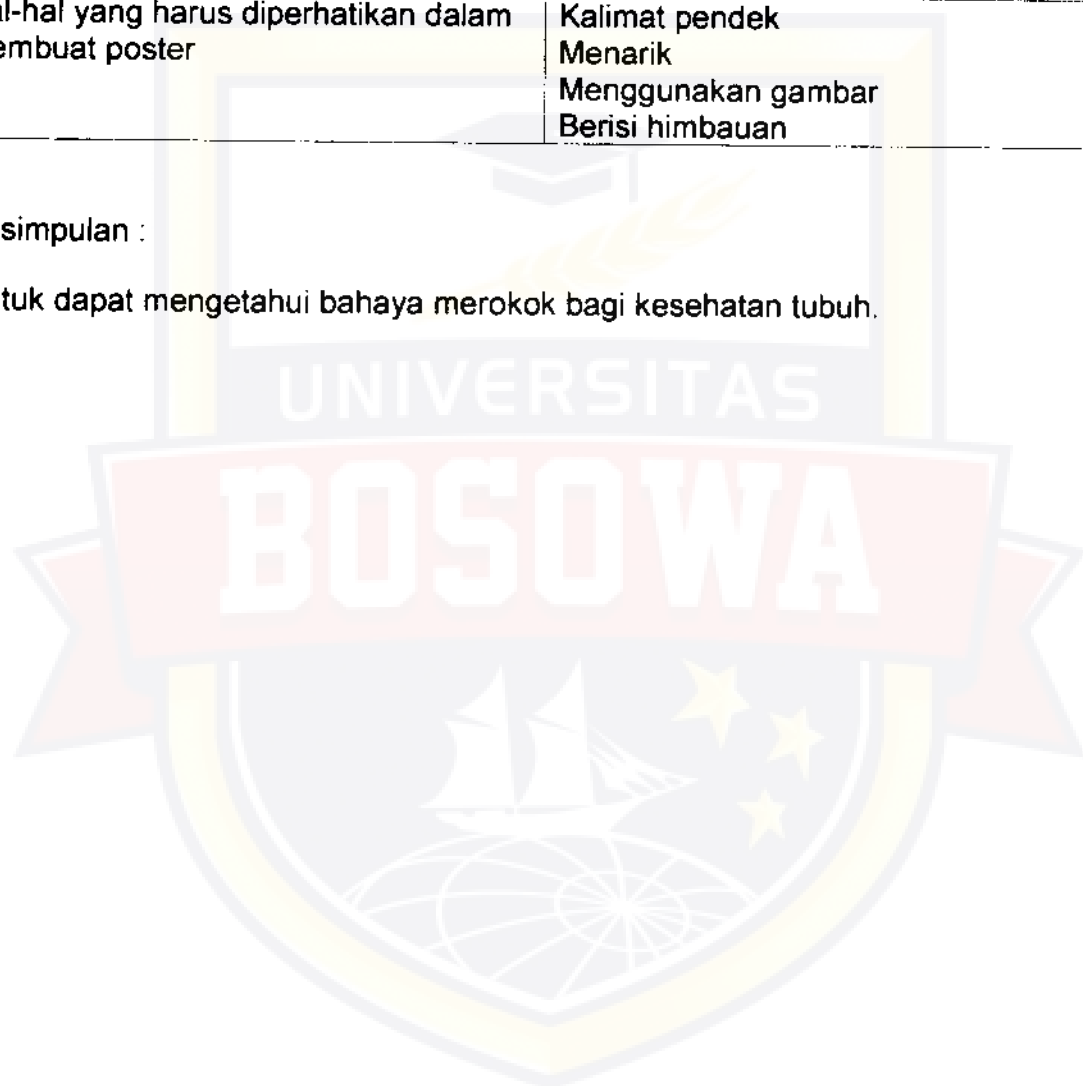 al-hal yang harus diperhatikan dalam
embuat poster
Kalimat pendek
Menarik
Menggunakan gambar
Berisi himbauan
simpulan :
tuk dapat mengetahui bahaya merokok bagi kesehatan tubuh.
UNIVERSITAS
BOSOWA